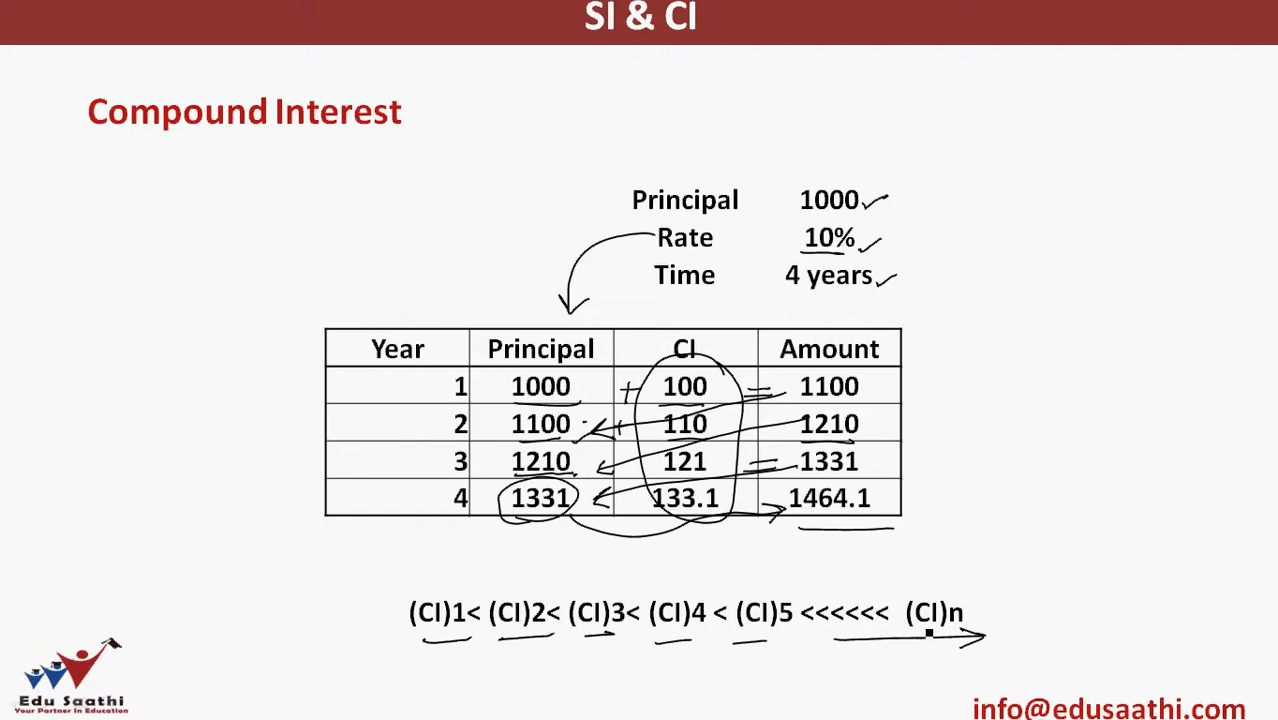 SI & CI
Compound Interest
Principal 1000
Rate 10%
Time 4 years
Year Principal CI Amount
1 1000 + 100 = 1100
2 1100 + 110 1210
3 1210 121 = 1331
4 1331 133.1 1464.1
(CI)1< (CI)2< (CI)3< (CI)4 < (CI)5 <<<<<< (CI)n
Edu Saathi
Your Partner In Education
info@edusaathi.com